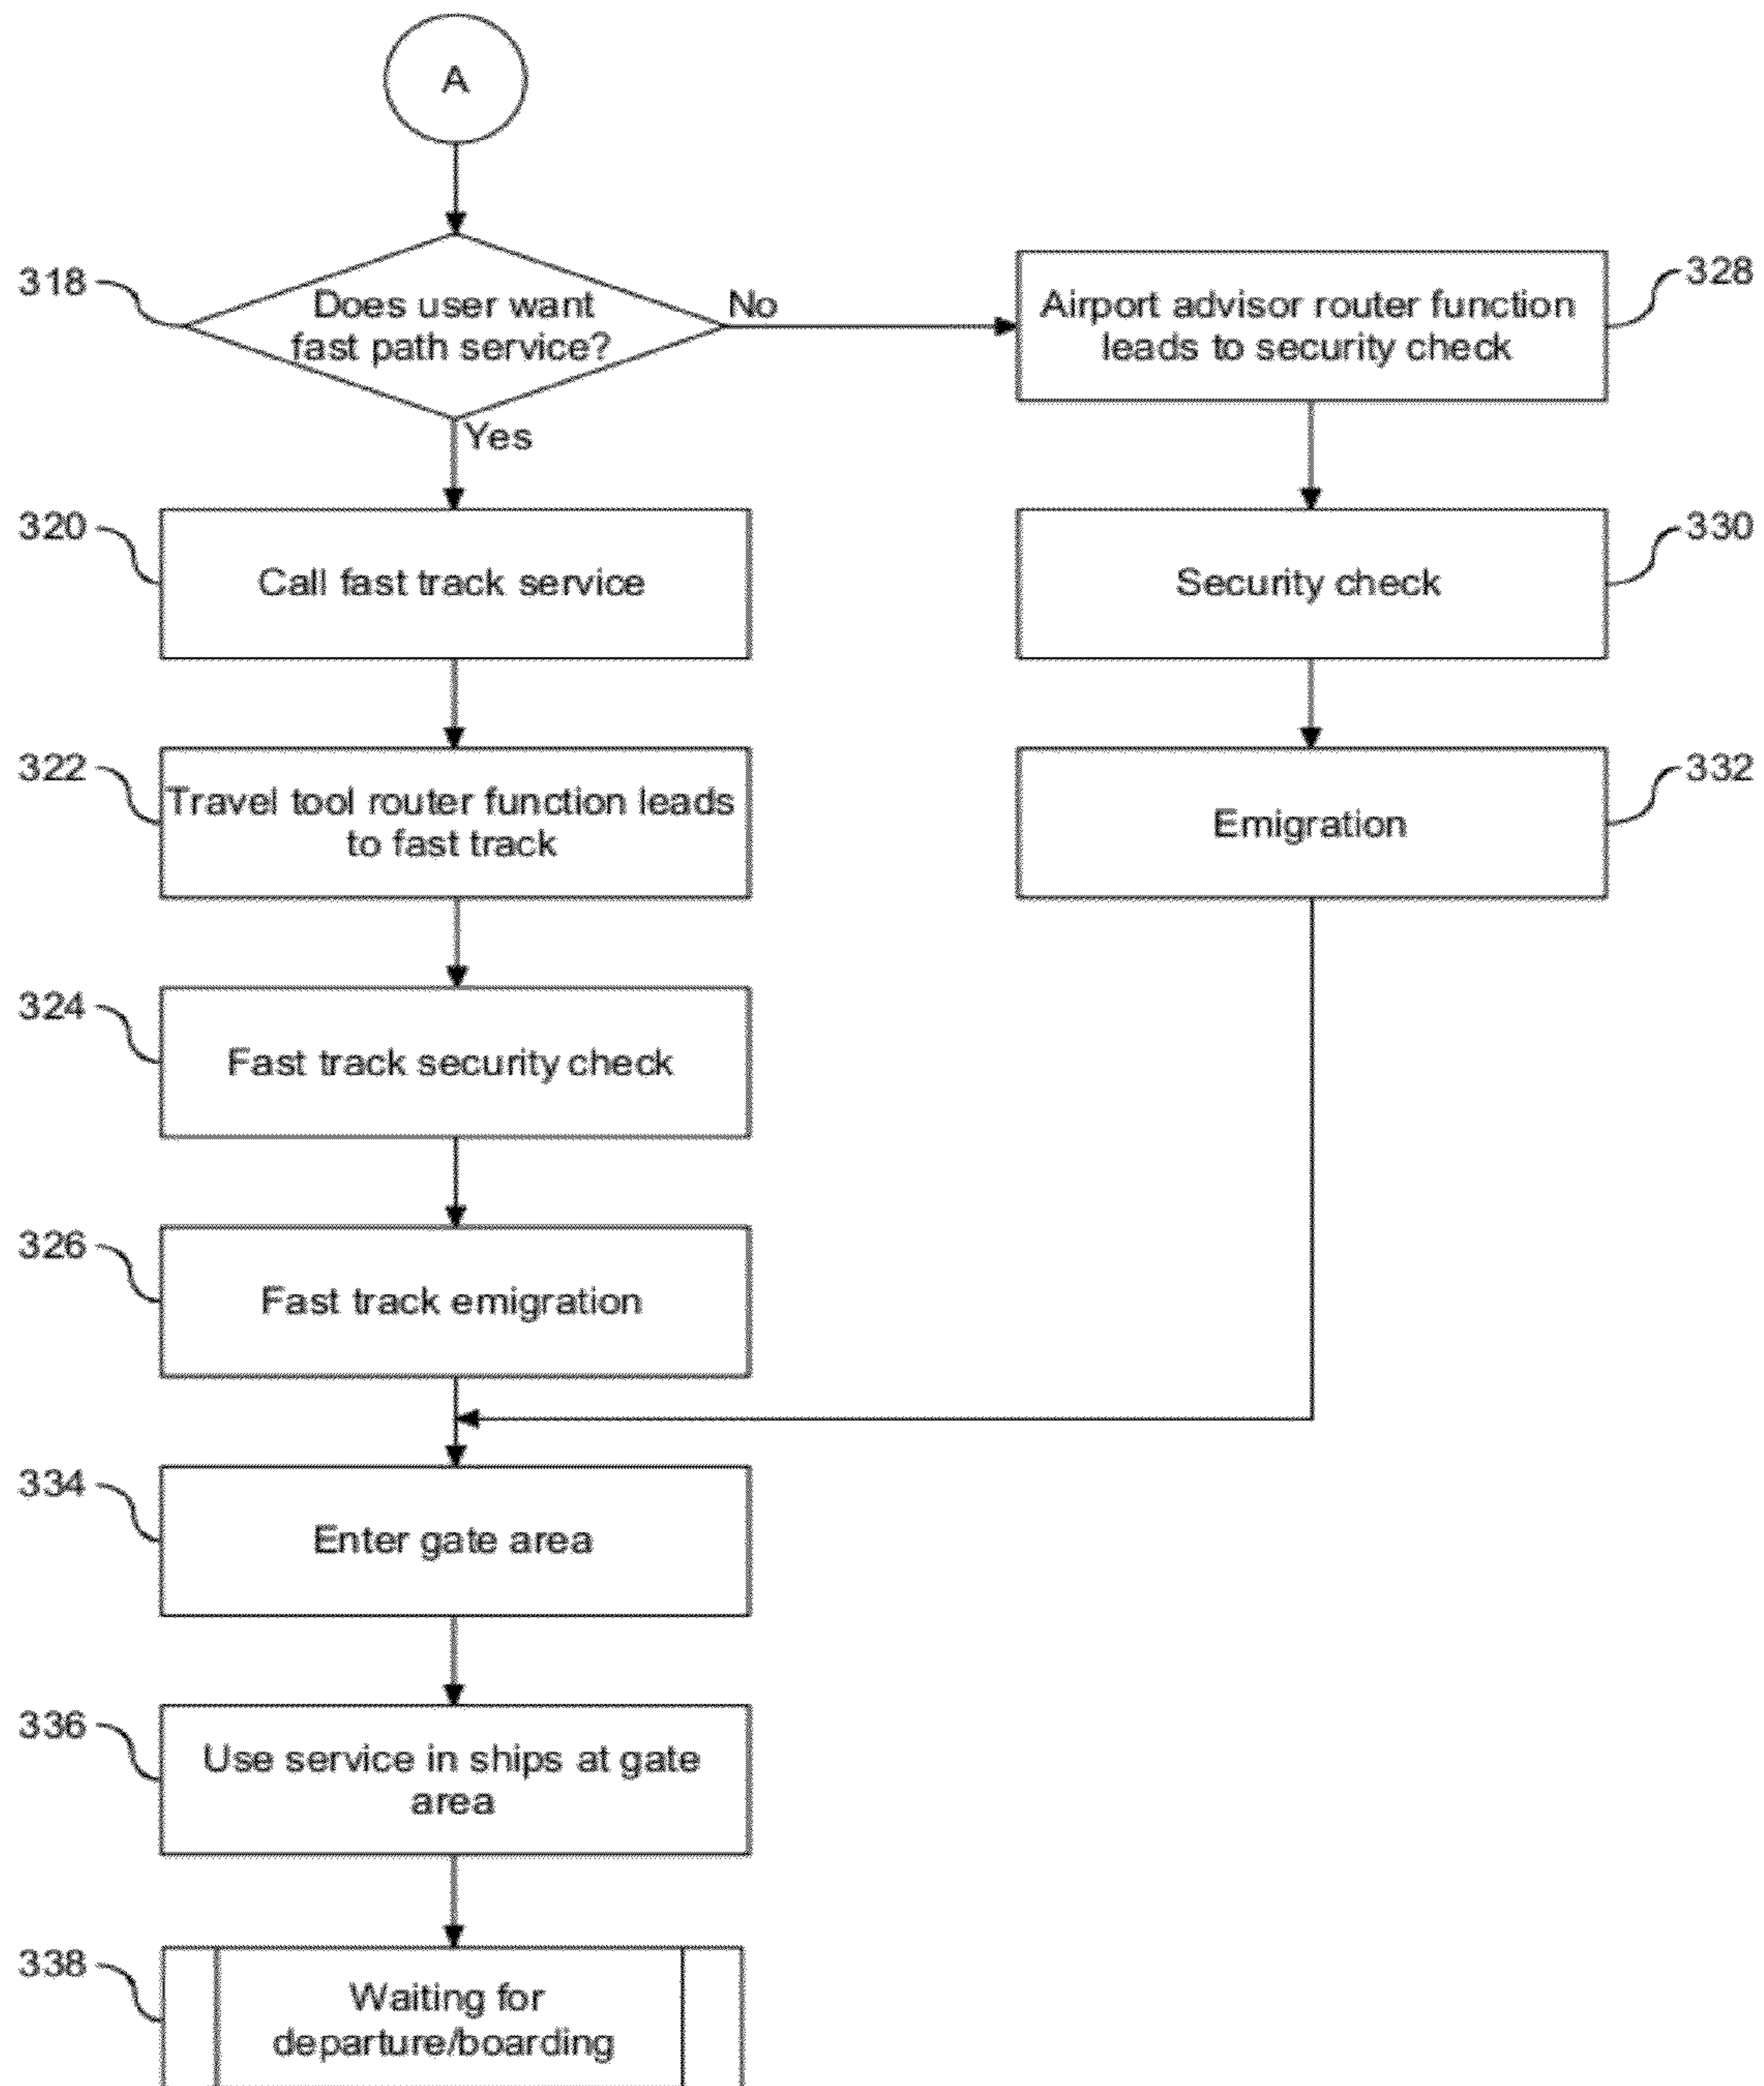 A
318
Does user want
fast path service?
No
Yes
328
Airport advisor router function
leads to security check
320
Call fast track service
330
Security check
322
Travel tool router function leads
to fast track
332
Emigration
324
Fast track security check
326
Fast track emigration
334
Enter gate area
336
Use service in ships at gate
area
338
Waiting for
departure/boarding